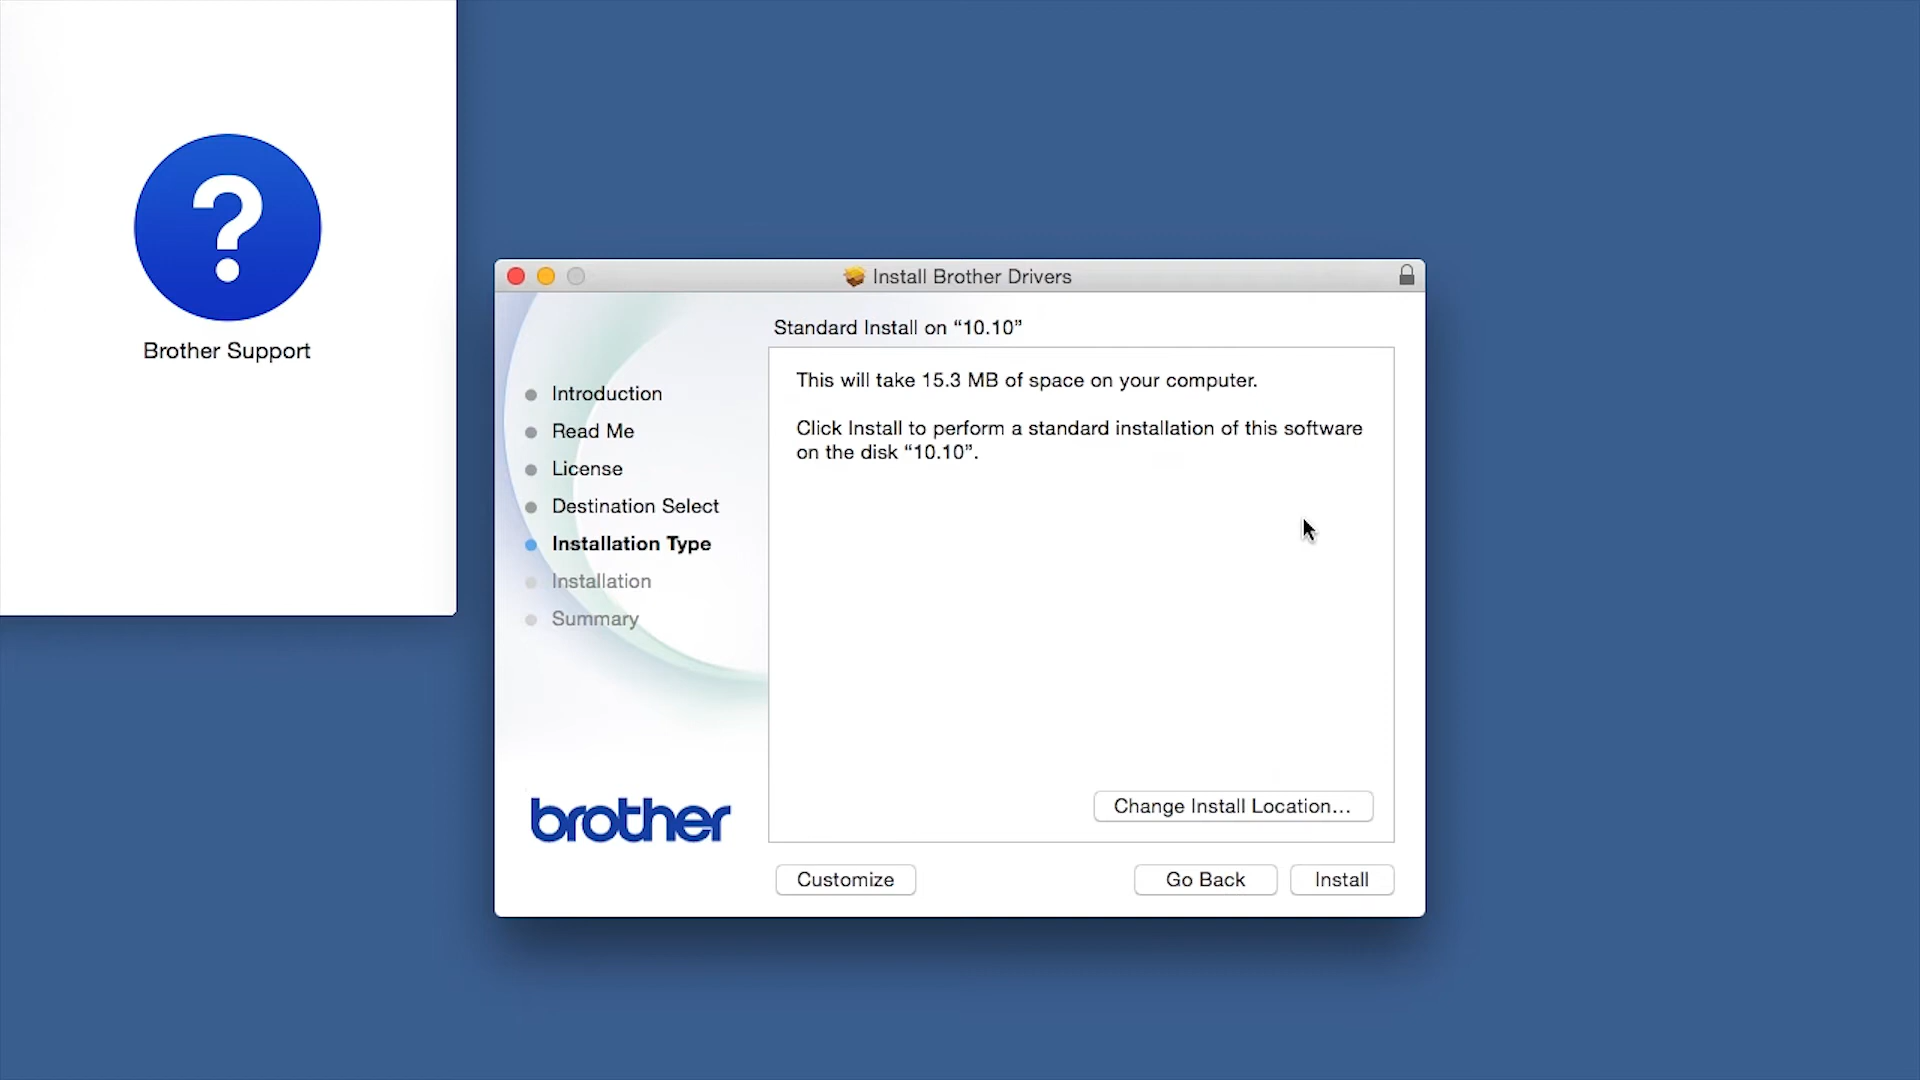 ?
Brother Support
Install Brother Drivers
Standard Install on “10.10”
Introduction
Read Me
License
Destination Select
Installation Type
Installation
Summary
This will take 15.3 MB of space on your computer.
Click Install to perform a standard installation of this software
on the disk “10.10”.
Change Install Location...
brother
Customize
Go Back
Install